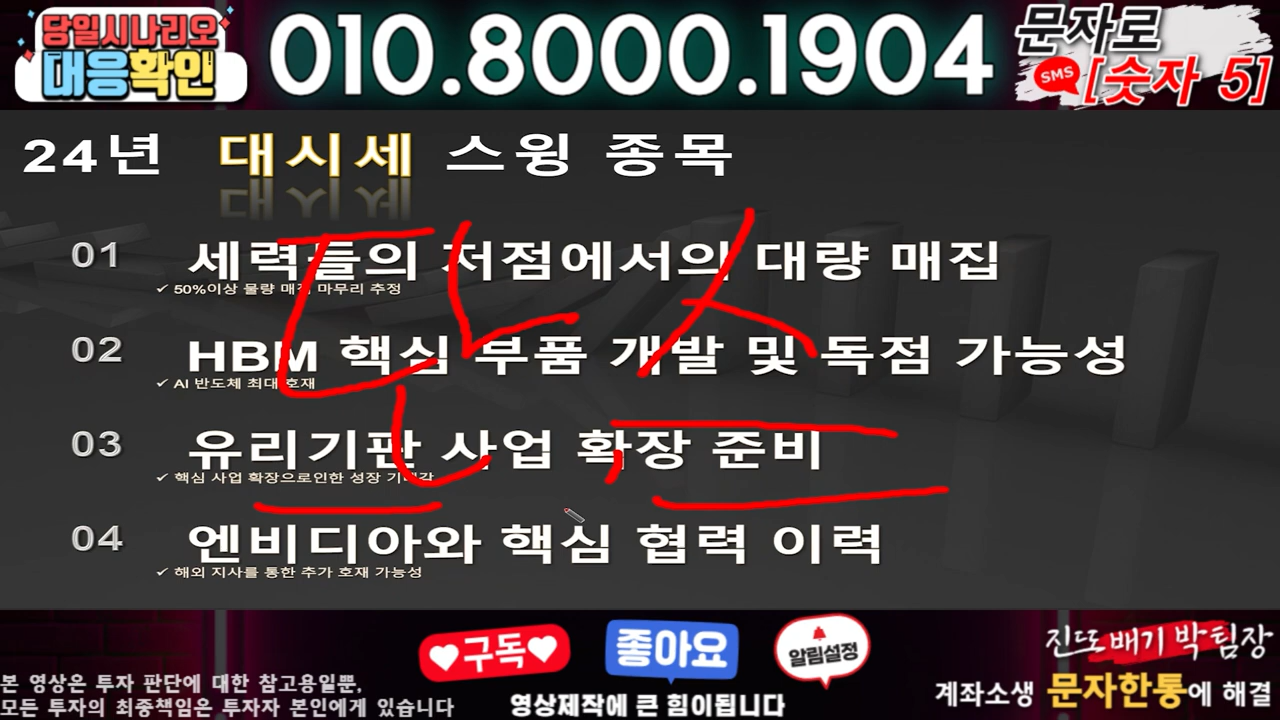 당일시나리오
대응확인
010.8000.1904
문자로
SMS [숫자 5]
24년 대시세 스윙 종목
01 세력들의 저점에서의 대량 매집
✓ 50%이상 물량 매집 마무리 추정
02 HBM 핵심 부품 개발 및 독점 가능성
✓ AI 반도체 최대 호재
03 유리기판 사업 확장 준비
✓ 핵심 사업 확장으로인한 성장 기대감
04 엔비디아와 핵심 협력 이력
✓ 해외 지사를 통한 추가 호재 가능성
구독
좋아요
알림설정
영상제작에 큰 힘이됩니다
본 영상은 투자 판단에 대한 참고용일뿐,
모든 투자의 최종책임은 투자자 본인에게 있습니다
진또배기 박팀장
계좌소생 문자한통에 해결